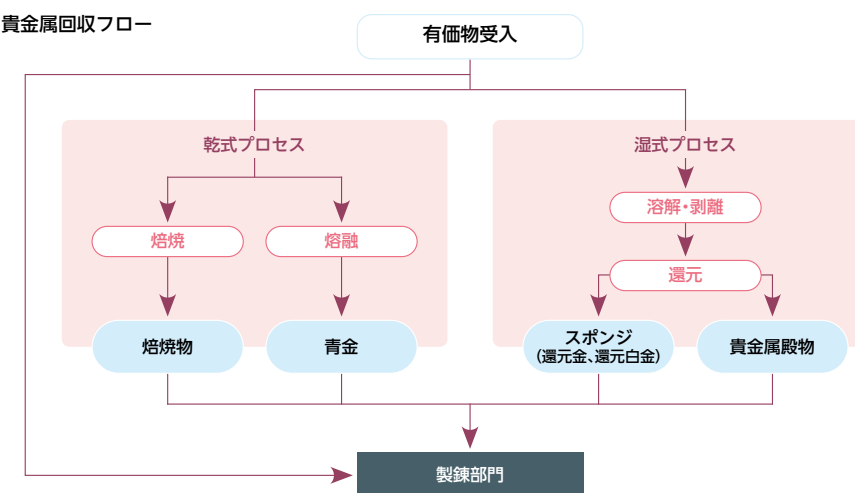 貴金属回収フロー
有価物受入
乾式プロセス
湿式プロセス
溶解・剥離
焙焼
熔融
還元
焙焼物
青金
スポンジ
(還元金、還元白金)
貴金属殿物
製錬部門